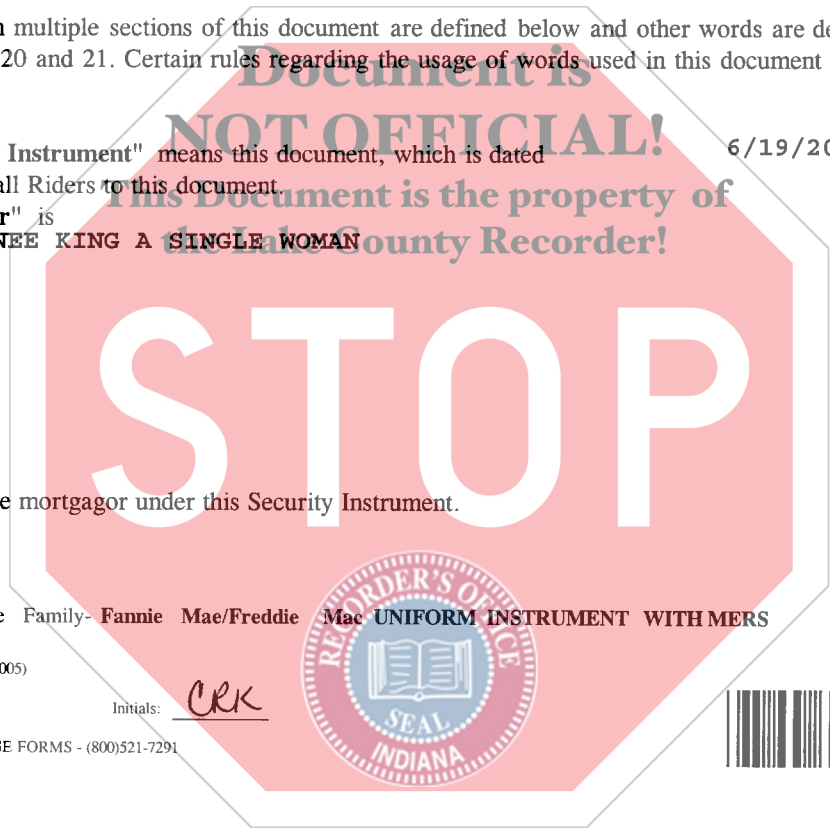 n multiple sections of this document are defined below and other words are de
20 and 21. Certain rules regarding the usage of words used in this document
Document is
NOT OFFICIAL!
Instrument" means this document, which is dated 6/19/20
all Riders to this document.
This Document is the property of
r" is
NEE KING A SINGLE WOMAN
the Lake County Recorder!
STOP
e mortgagor under this Security Instrument.
e Family- Fannie Mae/Freddie Mac UNIFORM INSTRUMENT WITH MERS
005)
Initials: CRK
GE FORMS - (800)521-7291
RECORDER'S OFFICE
SEAL
INDIANA